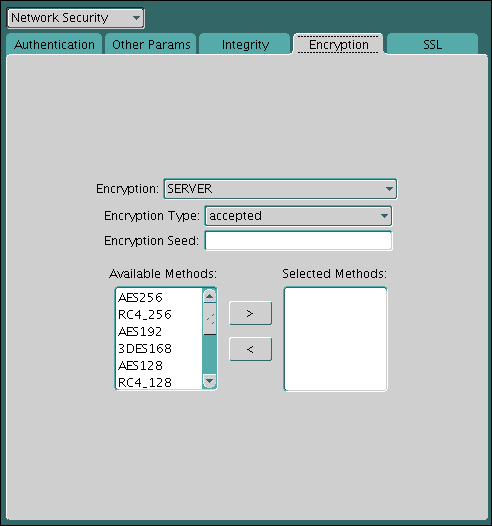 Network Security
Authentication Other Params Integrity Encryption SSL
Encryption: SERVER
Encryption Type: accepted
Encryption Seed:
Available Methods: Selected Methods:
AES256
RC4_256
>
AES192
3DES168
<
AES128
RC4_128